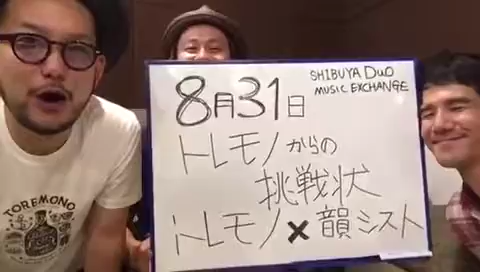 8月31日
SHIBUYA DUO
MUSIC EXCHANGE
トレモノからの
挑戦状
トレモノ×韻シスト
TOREMONO